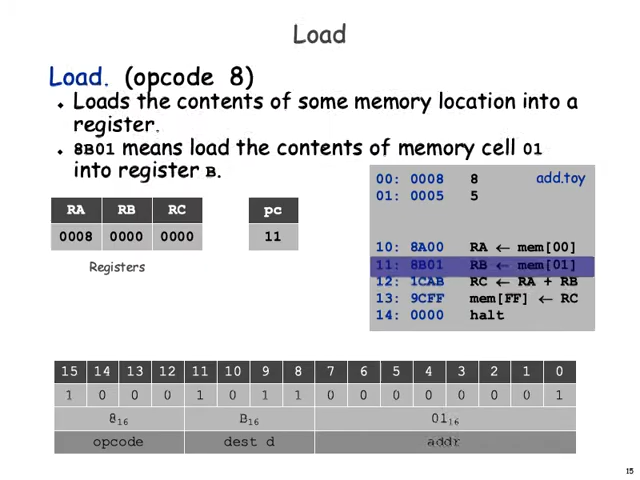 Load
Load. (opcode 8)
Loads the contents of some memory location into a
register.
8B01 means load the contents of memory cell 01
into register B.
00: 0008 8 add.toy
01: 0005 5
10: 8A00 RA ← mem[00]
11: 8B01 RB ← mem[01]
12: 1CAB RC ← RA + RB
13: 9CFF mem[FF] ← RC
14: 0000 halt
RA RB RC pc
0008 0000 0000 11
Registers
15 14 13 12 11 10 9 8 7 6 5 4 3 2 1 0
1 0 0 0 1 0 1 1 0 0 0 0 0 0 0 1
8₁₆ B₁₆ 01₁₆
opcode dest d addr
15